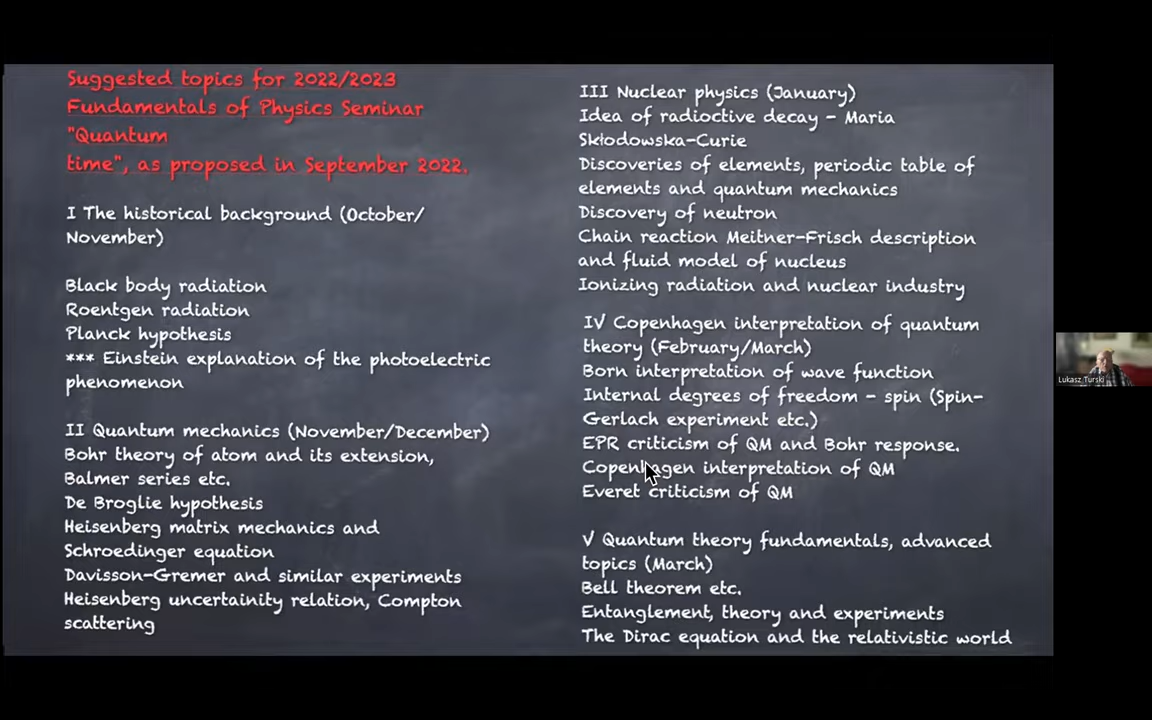 Suggested topics for 2022/2023
Fundamentals of Physics Seminar
"Quantum
time", as proposed in September 2022.
I The historical background (October/
November)
Black body radiation
Roentgen radiation
Planck hypothesis
*** Einstein explanation of the photoelectric
phenomenon
II Quantum mechanics (November/December)
Bohr theory of atom and its extension,
Balmer series etc.
De Broglie hypothesis
Heisenberg matrix mechanics and
Schroedinger equation
Davisson-Gremer and similar experiments
Heisenberg uncertainity relation, Compton
scattering
III Nuclear physics (January)
Idea of radioctive decay - Maria
Skłodowska-Curie
Discoveries of elements, periodic table of
elements and quantum mechanics
Discovery of neutron
Chain reaction Meitner-Frisch description
and fluid model of nucleus
Ionizing radiation and nuclear industry
IV Copenhagen interpretation of quantum
theory (February/March)
Born interpretation of wave function
Internal degrees of freedom - spin (Spin-
Gerlach experiment etc.)
EPR criticism of QM and Bohr response.
Copenhagen interpretation of QM
Everet criticism of QM
V Quantum theory fundamentals, advanced
topics (March)
Bell theorem etc.
Entanglement, theory and experiments
The Dirac equation and the relativistic world
Lukasz Turski